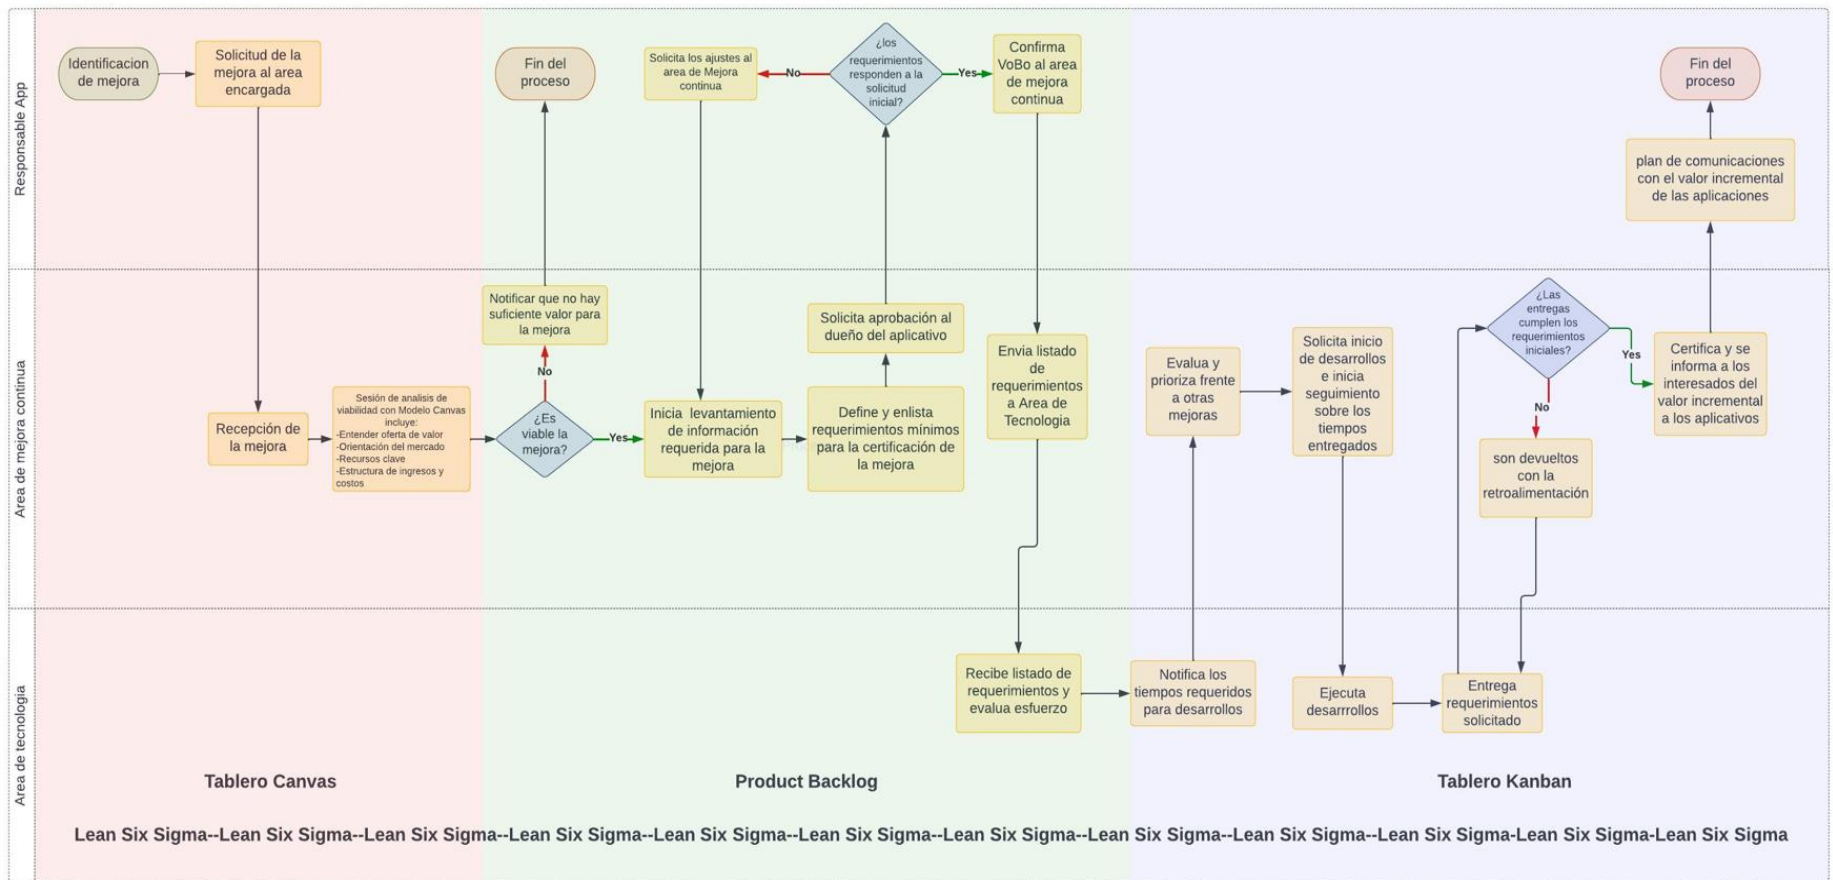 Responsable App
Identificacion
de mejora
Solicitud de la
mejora al area
encargada
Fin del
proceso
Solicita los ajustes al
area de Mejora
continua
No
¿los
requerimientos
responden a la
solicitud
inicial?
Yes
Confirma
VoBo al area
de mejora
continua
Fin del
proceso
plan de comunicaciones
con el valor incremental
de las aplicaciones
Area de mejora continua
Recepción de
la mejora
Sesión de analisis de
viabilidad con Modelo Canvas
incluye:
-Entender oferta de valor
-Orientación del mercado
-Recursos clave
-Estructura de ingresos y
costos
Notificar que no hay
suficiente valor para
la mejora
No
¿Es
viable la
mejora?
Yes
Inicia levantamiento
de información
requerida para la
mejora
Solicita aprobación al
dueño del aplicativo
Define y enlista
requerimientos mínimos
para la certificación de
la mejora
Envia listado
de
requerimientos
a Area de
Tecnologia
Evalua y
prioriza frente
a otras
mejoras
Solicita inicio
de desarrollos
e inicia
seguimiento
sobre los
tiempos
entregados
¿Las
entregas
cumplen los
requerimientos
iniciales?
Yes
No
Certifica y se
informa a los
interesados del
valor incremental
a los aplicativos
son devueltos
con la
retroalimentación
Area de tecnologia
Recibe listado de
requerimientos y
evalua esfuerzo
Notifica los
tiempos requeridos
para desarrollos
Ejecuta
desarrrollos
Entrega
requerimientos
solicitado
Tablero Canvas
Product Backlog
Tablero Kanban
Lean Six Sigma--Lean Six Sigma--Lean Six Sigma--Lean Six Sigma--Lean Six Sigma--Lean Six Sigma--Lean Six Sigma--Lean Six Sigma--Lean Six Sigma--Lean Six Sigma-Lean Six Sigma-Lean Six Sigma